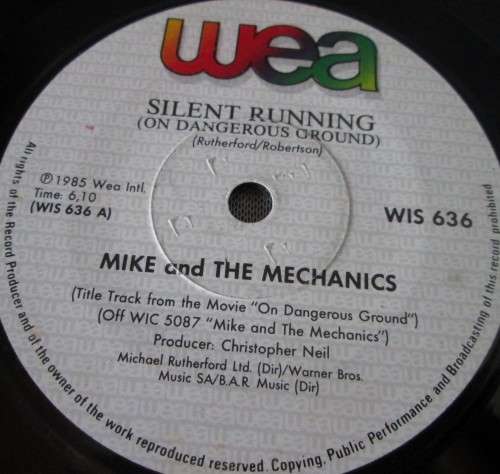 wea
SILENT RUNNING
(ON DANGEROUS GROUND)
(Rutherford/Robertson)
℗ 1985 Wea Intl.
Time: 6,10
(WIS 636 A)
WIS 636
MIKE and THE MECHANICS
(Title Track from the Movie "On Dangerous Ground")
(Off WIC 5087 "Mike and The Mechanics")
Producer: Christopher Neil
Michael Rutherford Ltd. (Dir)/Warner Bros.
Music SA/B.A.R. Music (Dir)
All rights of the Record Producer and of the owner of the work reproduced reserved. Copying, Public Performance and Broadcasting of this record prohibited